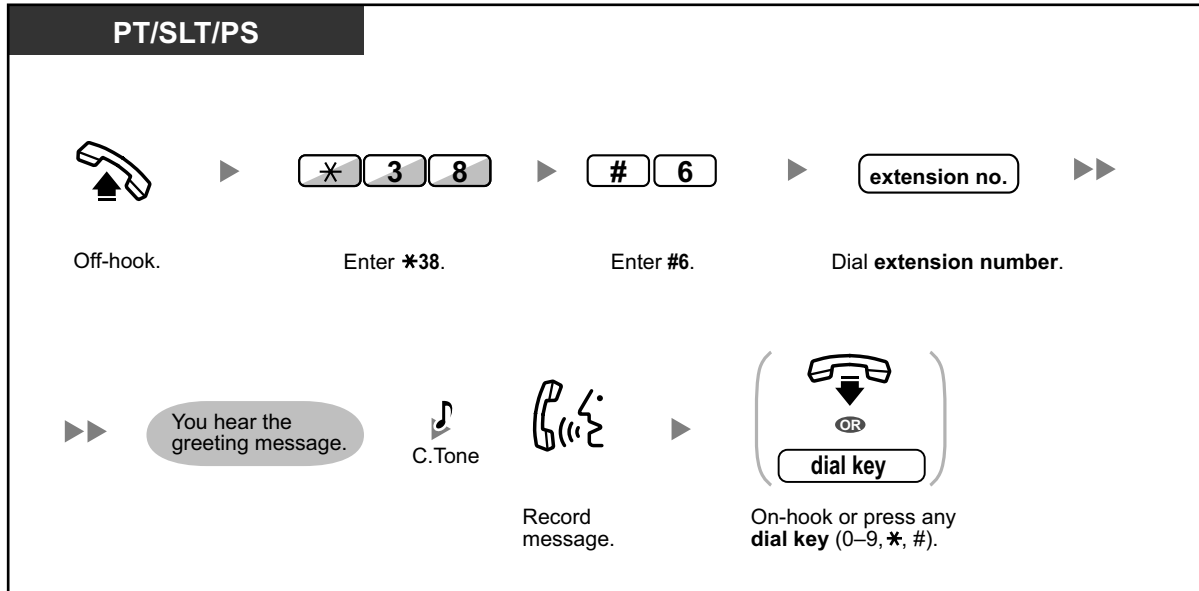 PT/SLT/PS
* 3 8 # 6 extension no.
Off-hook. Enter *38. Enter #6. Dial extension number.
You hear the
greeting message.
C.Tone
OR
dial key
Record
message.
On-hook or press any
dial key (0–9, *, #).